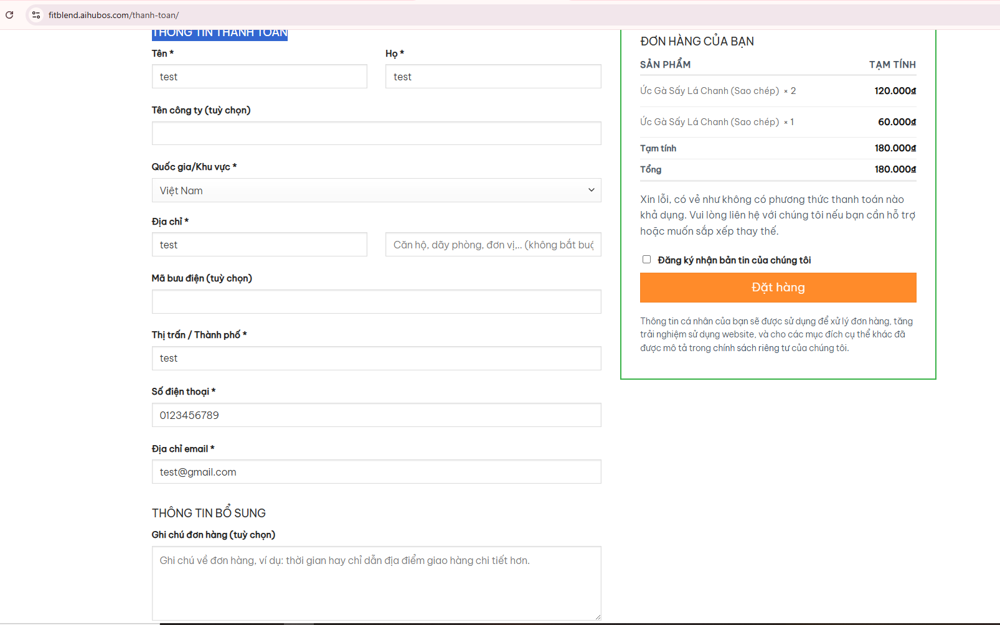 fitblend.aihubos.com/thanh-toan/
THÔNG TIN THANH TOÁN
Tên *
Họ *
test
test
Tên công ty (tuỳ chọn)
Quốc gia/Khu vực *
Việt Nam
Địa chỉ *
test
Căn hộ, dãy phòng, đơn vị,.. (không bắt buộ
Mã bưu điện (tuỳ chọn)
Thị trấn / Thành phố *
test
Số điện thoại *
0123456789
Địa chỉ email *
test@gmail.com
THÔNG TIN BỔ SUNG
Ghi chú đơn hàng (tuỳ chọn)
Ghi chú về đơn hàng, ví dụ: thời gian hay chỉ dẫn địa điểm giao hàng chi tiết hơn.
ĐƠN HÀNG CỦA BẠN
SẢN PHẨM TẠM TÍNH
Ức Gà Sấy Lá Chanh (Sao chép) × 2 120.000₫
Ức Gà Sấy Lá Chanh (Sao chép) × 1 60.000₫
Tạm tính 180.000₫
Tổng 180.000₫
Xin lỗi, có vẻ như không có phương thức thanh toán nào
khả dụng. Vui lòng liên hệ với chúng tôi nếu bạn cần hỗ trợ
hoặc muốn sắp xếp thay thế.
Đăng ký nhận bản tin của chúng tôi
Đặt hàng
Thông tin cá nhân của bạn sẽ được sử dụng để xử lý đơn hàng, tăng
trải nghiệm sử dụng website, và cho các mục đích cụ thể khác đã
được mô tả trong chính sách riêng tư của chúng tôi.